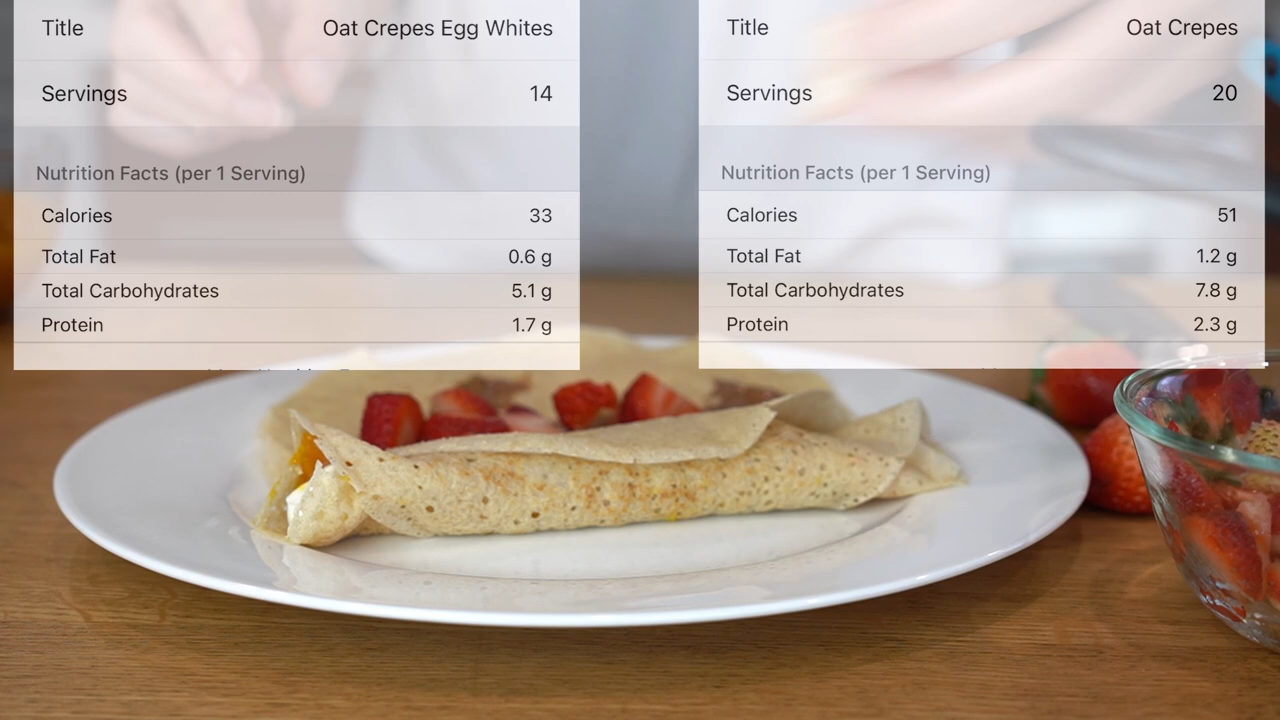 Title Oat Crepes Egg Whites
Servings 14
Nutrition Facts (per 1 Serving)
Calories 33
Total Fat 0.6 g
Total Carbohydrates 5.1 g
Protein 1.7 g
Title Oat Crepes
Servings 20
Nutrition Facts (per 1 Serving)
Calories 51
Total Fat 1.2 g
Total Carbohydrates 7.8 g
Protein 2.3 g